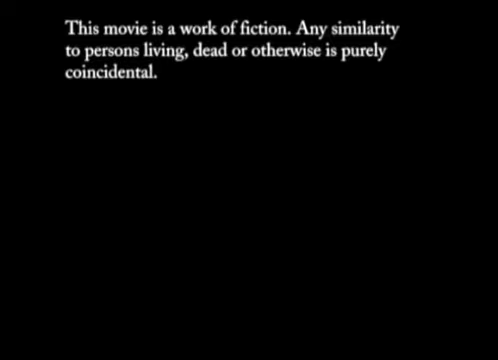 This movie is a work of fiction. Any similarity
to persons living, dead or otherwise is purely
coincidental.